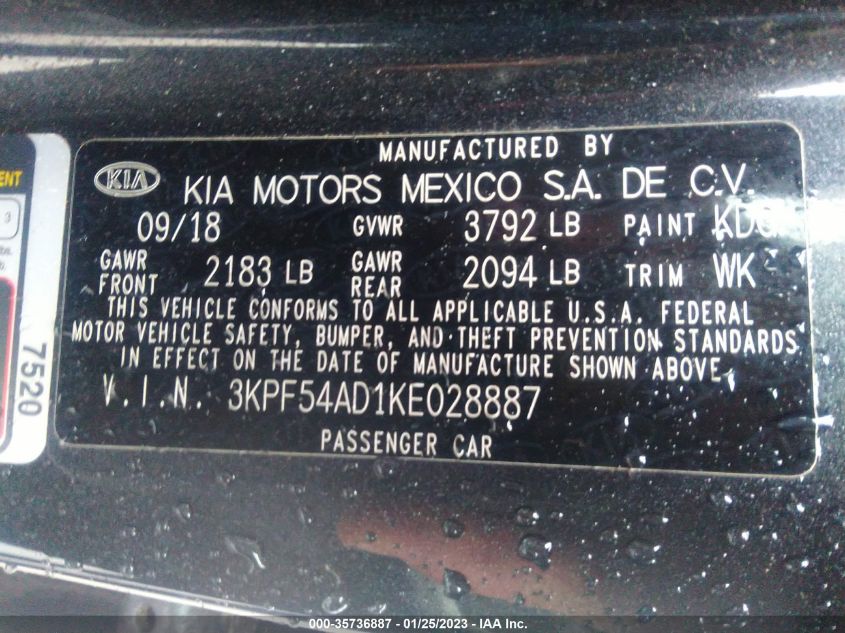 MANUFACTURED BY
KIA KIA MOTORS MEXICO S.A. DE C.V.
09/18 GVWR 3792 LB PAINT
GAWR FRONT 2183 LB GAWR REAR 2094 LB TRIM WK
THIS VEHICLE CONFORMS TO ALL APPLICABLE U.S.A. FEDERAL
MOTOR VEHICLE SAFETY, BUMPER, AND THEFT PREVENTION STANDARDS
IN EFFECT ON THE DATE OF MANUFACTURE SHOWN ABOVE.
V.I.N. 3KPF54AD1KE028887
PASSENGER CAR
7520
3
000-35736887 - 01/25/2023 - IAA Inc.